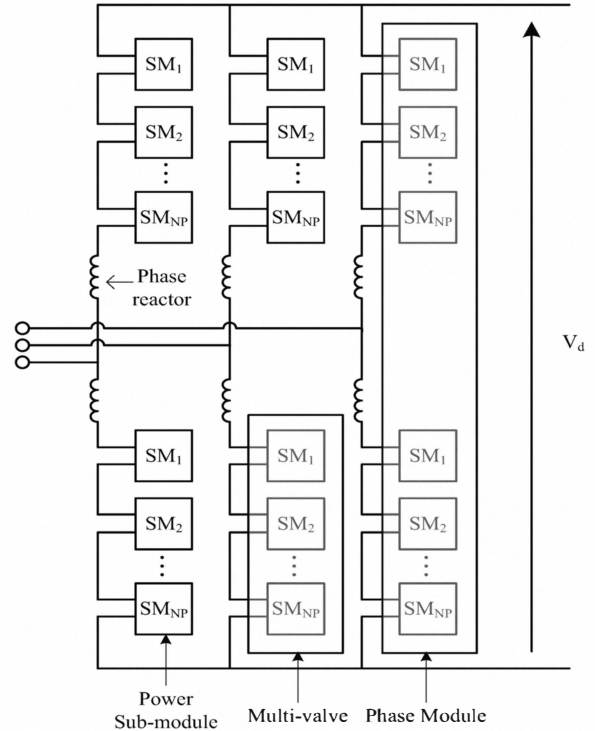 SM1 SM1 SM1
SM2 SM2 SM2
SMNP SMNP SMNP
Phase
reactor
Vd
SM1 SM1 SM1
SM2 SM2 SM2
SMNP SMNP SMNP
Power
Sub-module
Multi-valve
Phase Module